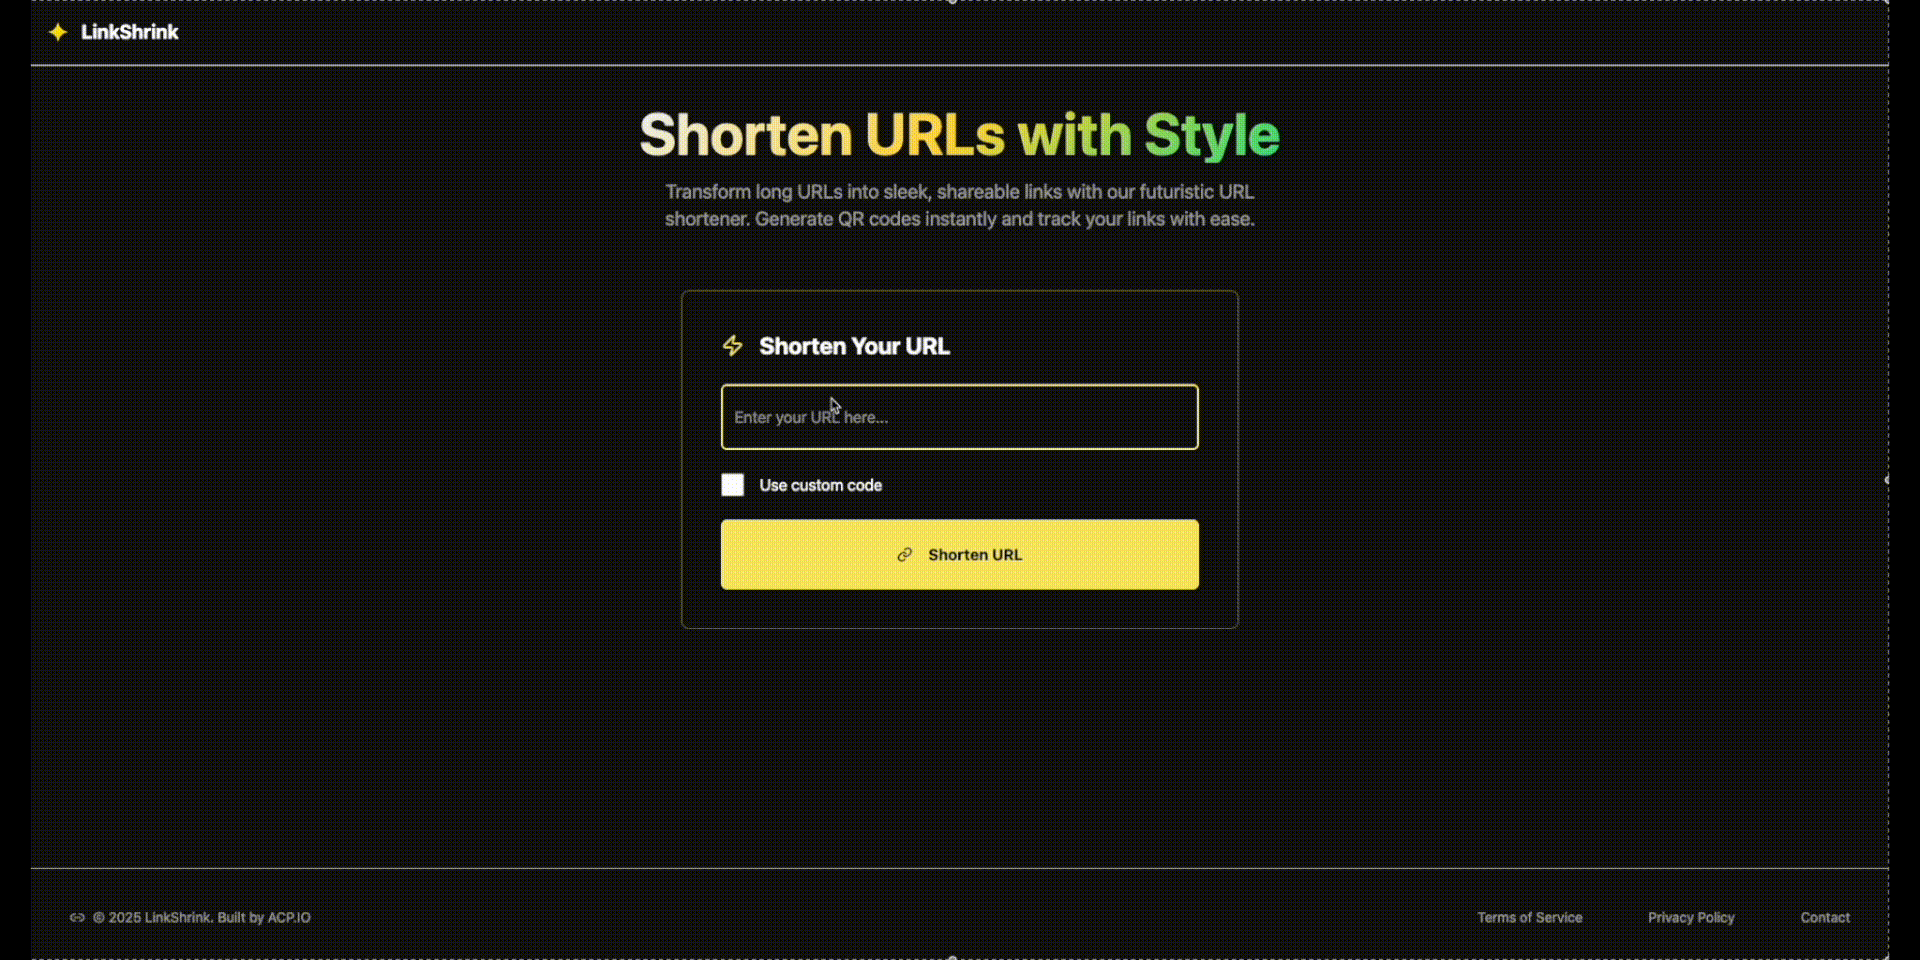 LinkShrink
Shorten URLs with Style
Transform long URLs into sleek, shareable links with our futuristic URL
shortener. Generate QR codes instantly and track your links with ease.
Shorten Your URL
Enter your URL here...
Use custom code
Shorten URL
© 2025 LinkShrink. Built by ACP.IO
Terms of Service
Privacy Policy
Contact